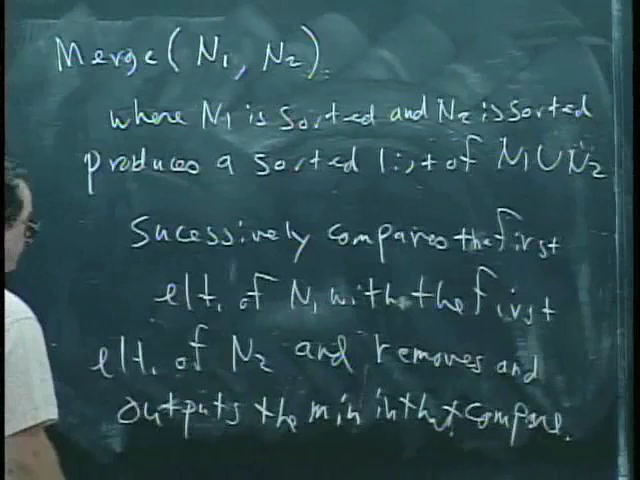 Merge(N1, N2).
where N1 is sorted and N2 is sorted
produces a sorted list of N1 ∪ N2
Sucessively compares the first
elt. of N1 with the first
elt. of N2 and removes and
outputs the min in that compare.